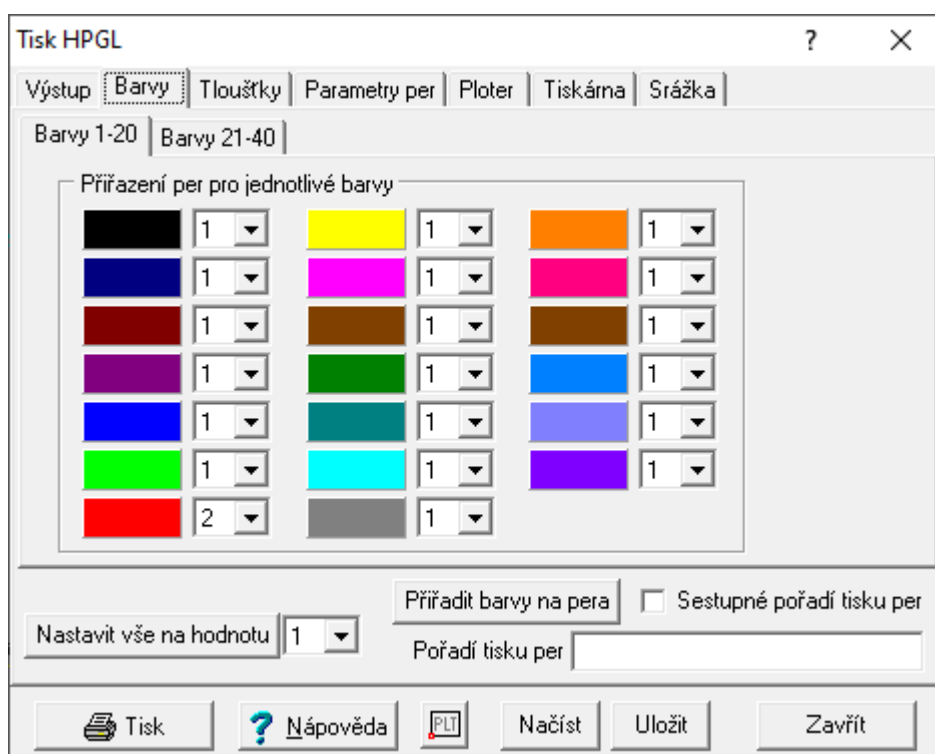 Tisk HPGL ?
Výstup Barvy Tloušťky Parametry per Ploter Tiskárna Srážka
Barvy 1-20 Barvy 21-40
Přiřazení per pro jednotlivé barvy
1 1 1
1 1 1
1 1 1
1 1 1
1 1 1
1 1 1
2 1
Přiřadit barvy na pera Sestupné pořadí tisku per
Nastavit vše na hodnotu 1
Pořadí tisku per
Tisk ? Nápověda PLT Načíst Uložit Zavřít